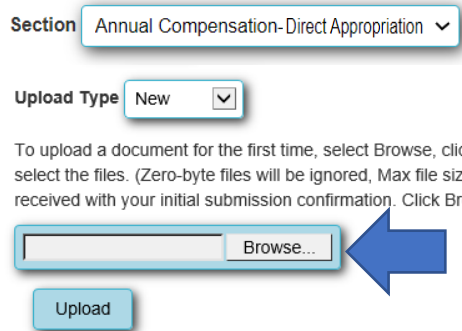 Section Annual Compensation-Direct Appropriation
Upload Type New
To upload a document for the first time, select Browse, clic
select the files. (Zero-byte files will be ignored, Max file siz
received with your initial submission confirmation. Click Br
Browse...
Upload